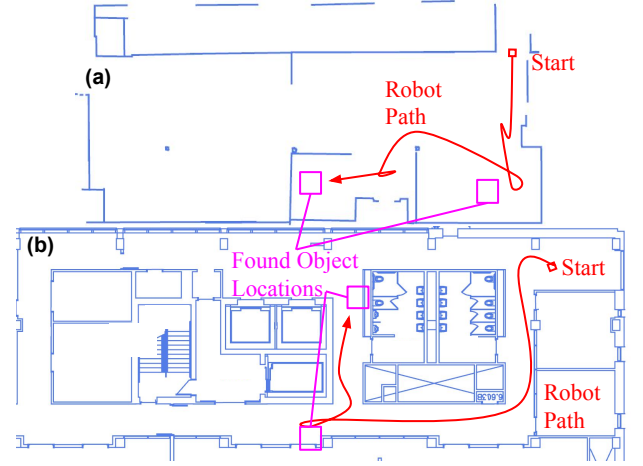 (a)
Start
Robot
Path
(b)
Found Object
Locations
Start
Robot
Path